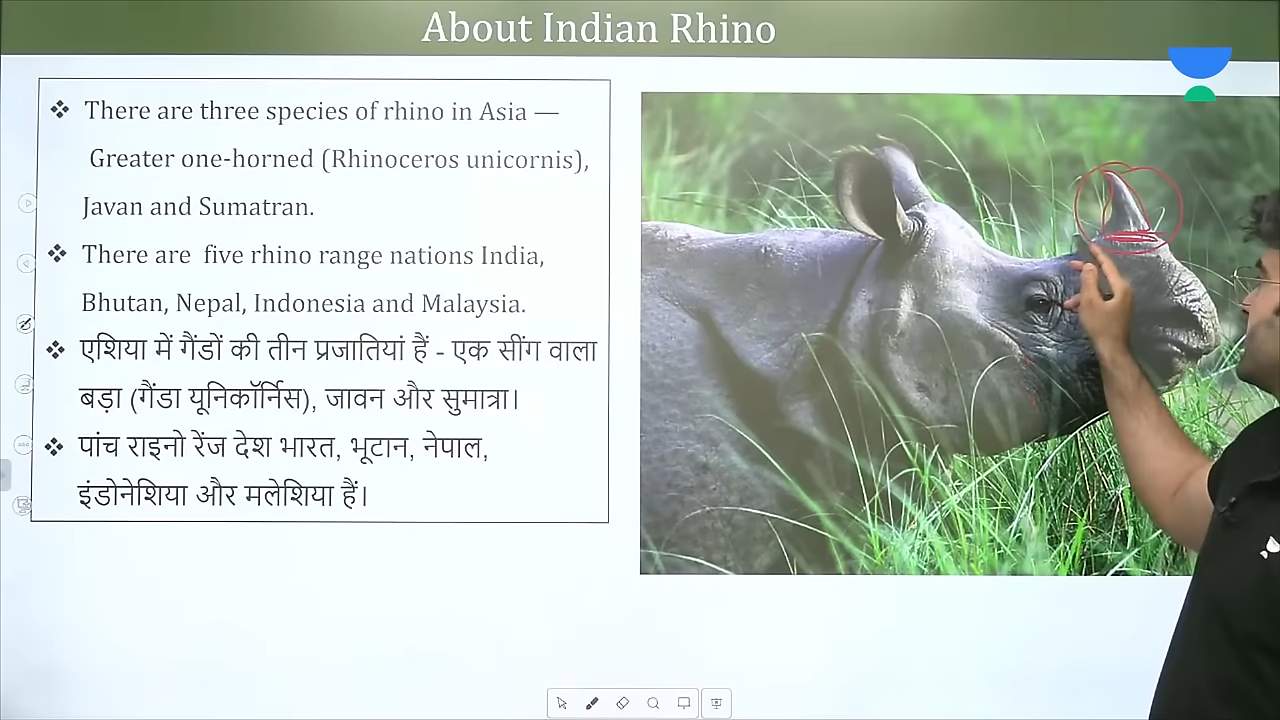 About Indian Rhino
❖ There are three species of rhino in Asia —
Greater one-horned (Rhinoceros unicornis),
Javan and Sumatran.
❖ There are five rhino range nations India,
Bhutan, Nepal, Indonesia and Malaysia.
❖ एशिया में गैंडों की तीन प्रजातियां हैं - एक सींग वाला
बड़ा (गैंडा यूनिकॉर्निस), जावन और सुमात्रा।
❖ पांच राइनो रेंज देश भारत, भूटान, नेपाल,
इंडोनेशिया और मलेशिया हैं।